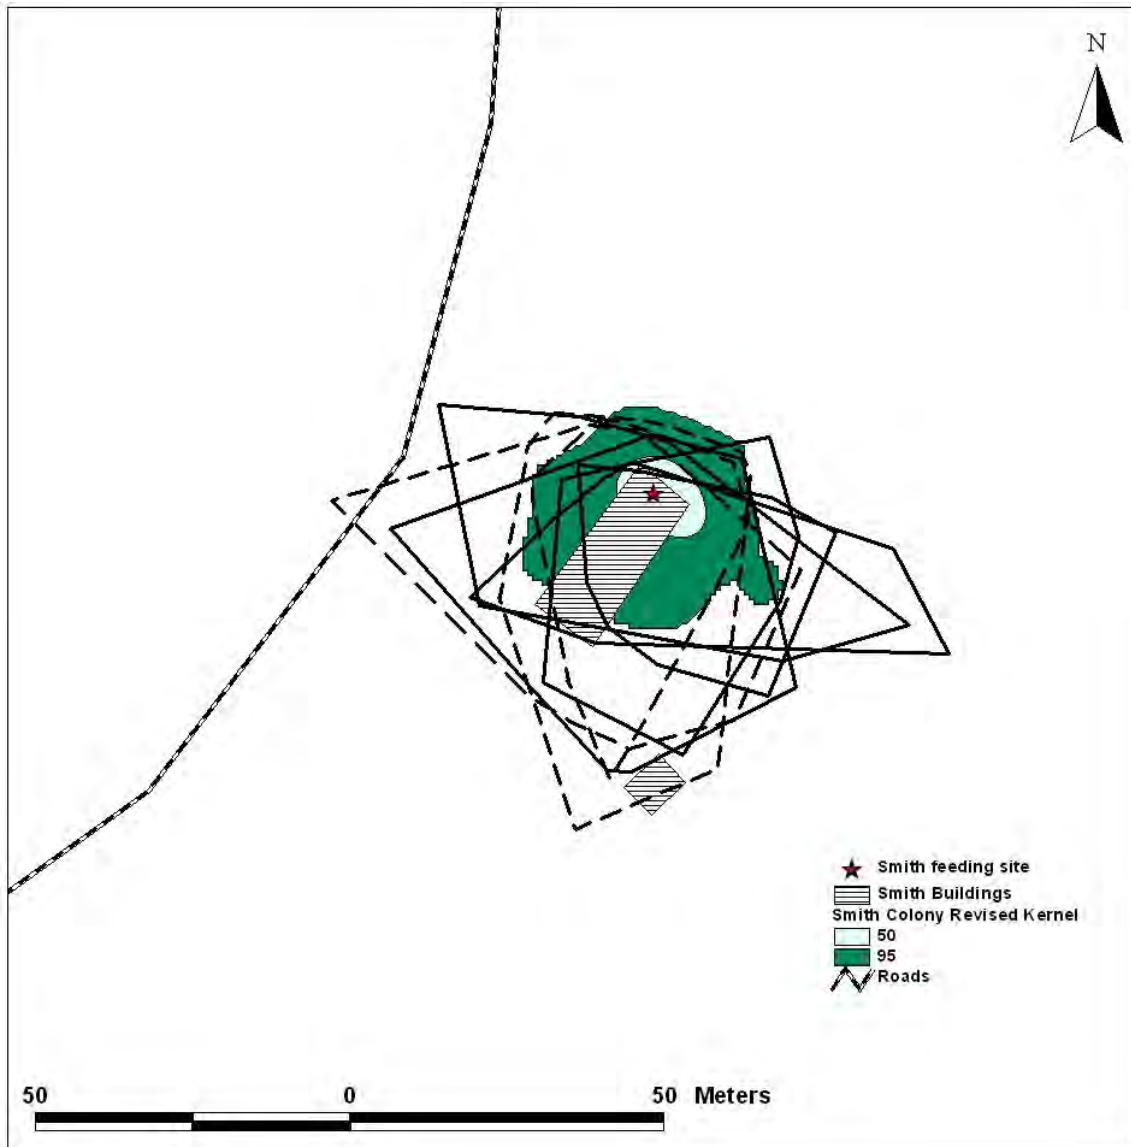 N
Smith feeding site
Smith Buildings
Smith Colony Revised Kernel
50
95
Roads
50 0 50 Meters